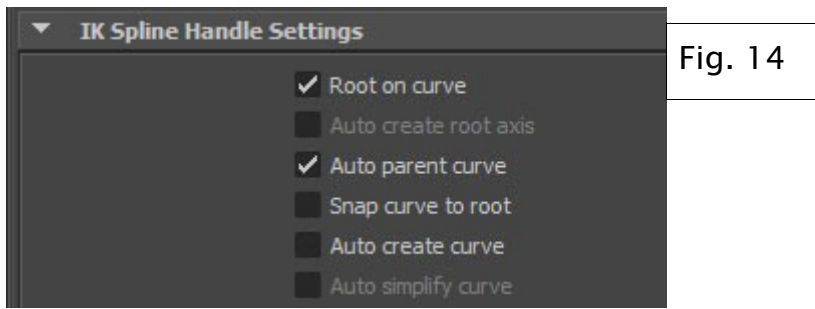 IK Spline Handle Settings
Fig. 14
Root on curve
Auto create root axis
Auto parent curve
Snap curve to root
Auto create curve
Auto simplify curve